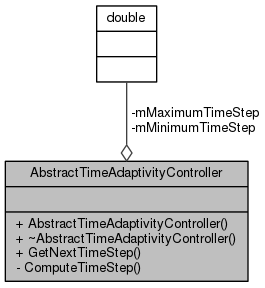 double
-mMaximumTimeStep
-mMinimumTimeStep
AbstractTimeAdaptivityController
+ AbstractTimeAdaptivityController()
+ ~AbstractTimeAdaptivityController()
+ GetNextTimeStep()
- ComputeTimeStep()